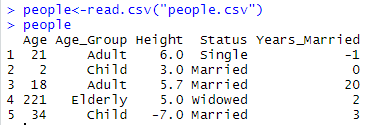 > people<-read.csv("people.csv")
> people
Age Age_Group Height Status Years_Married
1 21 Adult 6.0 Single -1
2 2 Child 3.0 Married 0
3 18 Adult 5.7 Married 20
4 221 Elderly 5.0 Widowed 2
5 34 Child -7.0 Married 3